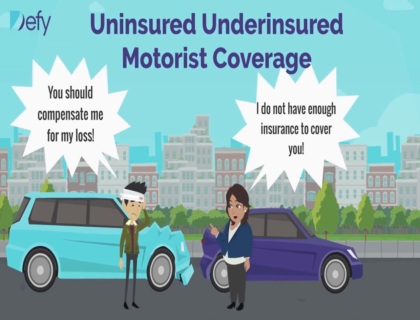 Defy
Uninsured Underinsured
Motorist Coverage
You should
compensate me
for my loss!
I do not have enough
insurance to cover
you!